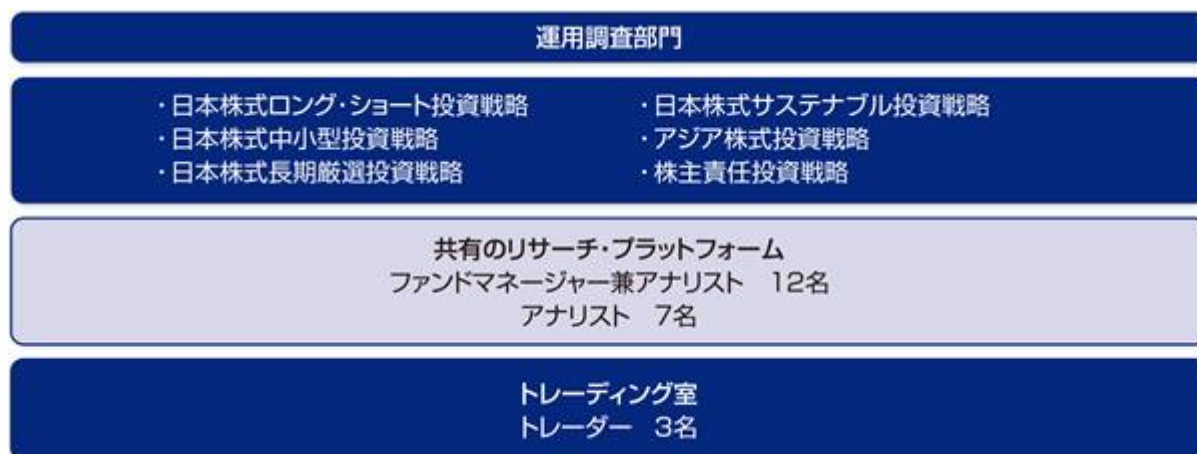 運用調査部門
・日本株式ロング・ショート投資戦略
・日本株式中小型投資戦略
・日本株式長期厳選投資戦略
・日本株式サステナブル投資戦略
・アジア株式投資戦略
・株主責任投資戦略
共有のリサーチ・プラットフォーム
ファンドマネージャー兼アナリスト　12名
アナリスト　7名
トレーディング室
トレーダー　3名